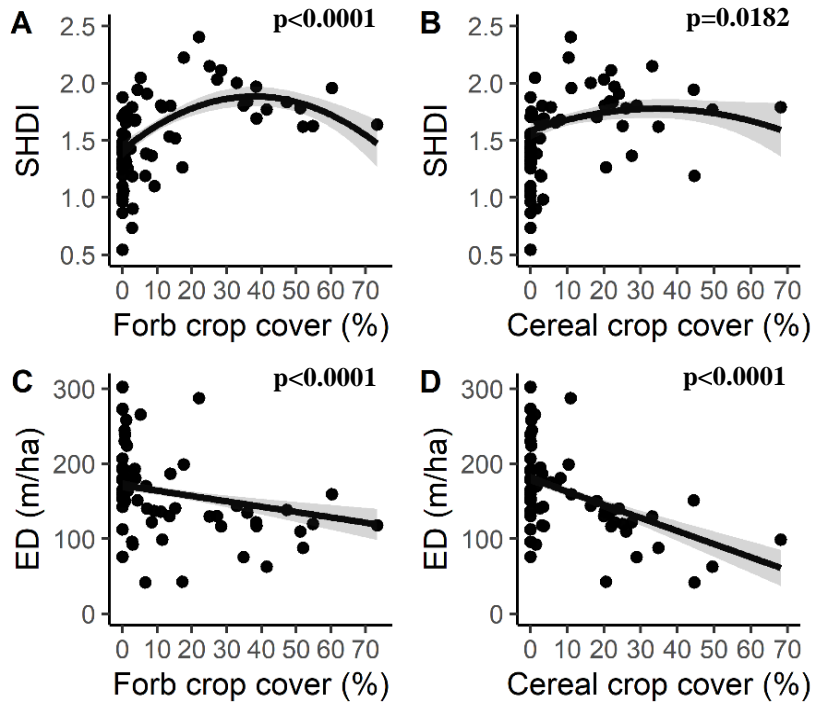 A
p<0.0001
B
p=0.0182
2.5
2.0
1.5
1.0
0.5
SHDI
0 10 20 30 40 50 60 70
Forb crop cover (%)
2.5
2.0
1.5
1.0
0.5
SHDI
0 10 20 30 40 50 60 70
Cereal crop cover (%)
C
p<0.0001
D
p<0.0001
300
200
100
0
ED (m/ha)
0 10 20 30 40 50 60 70
Forb crop cover (%)
300
200
100
0
ED (m/ha)
0 10 20 30 40 50 60 70
Cereal crop cover (%)